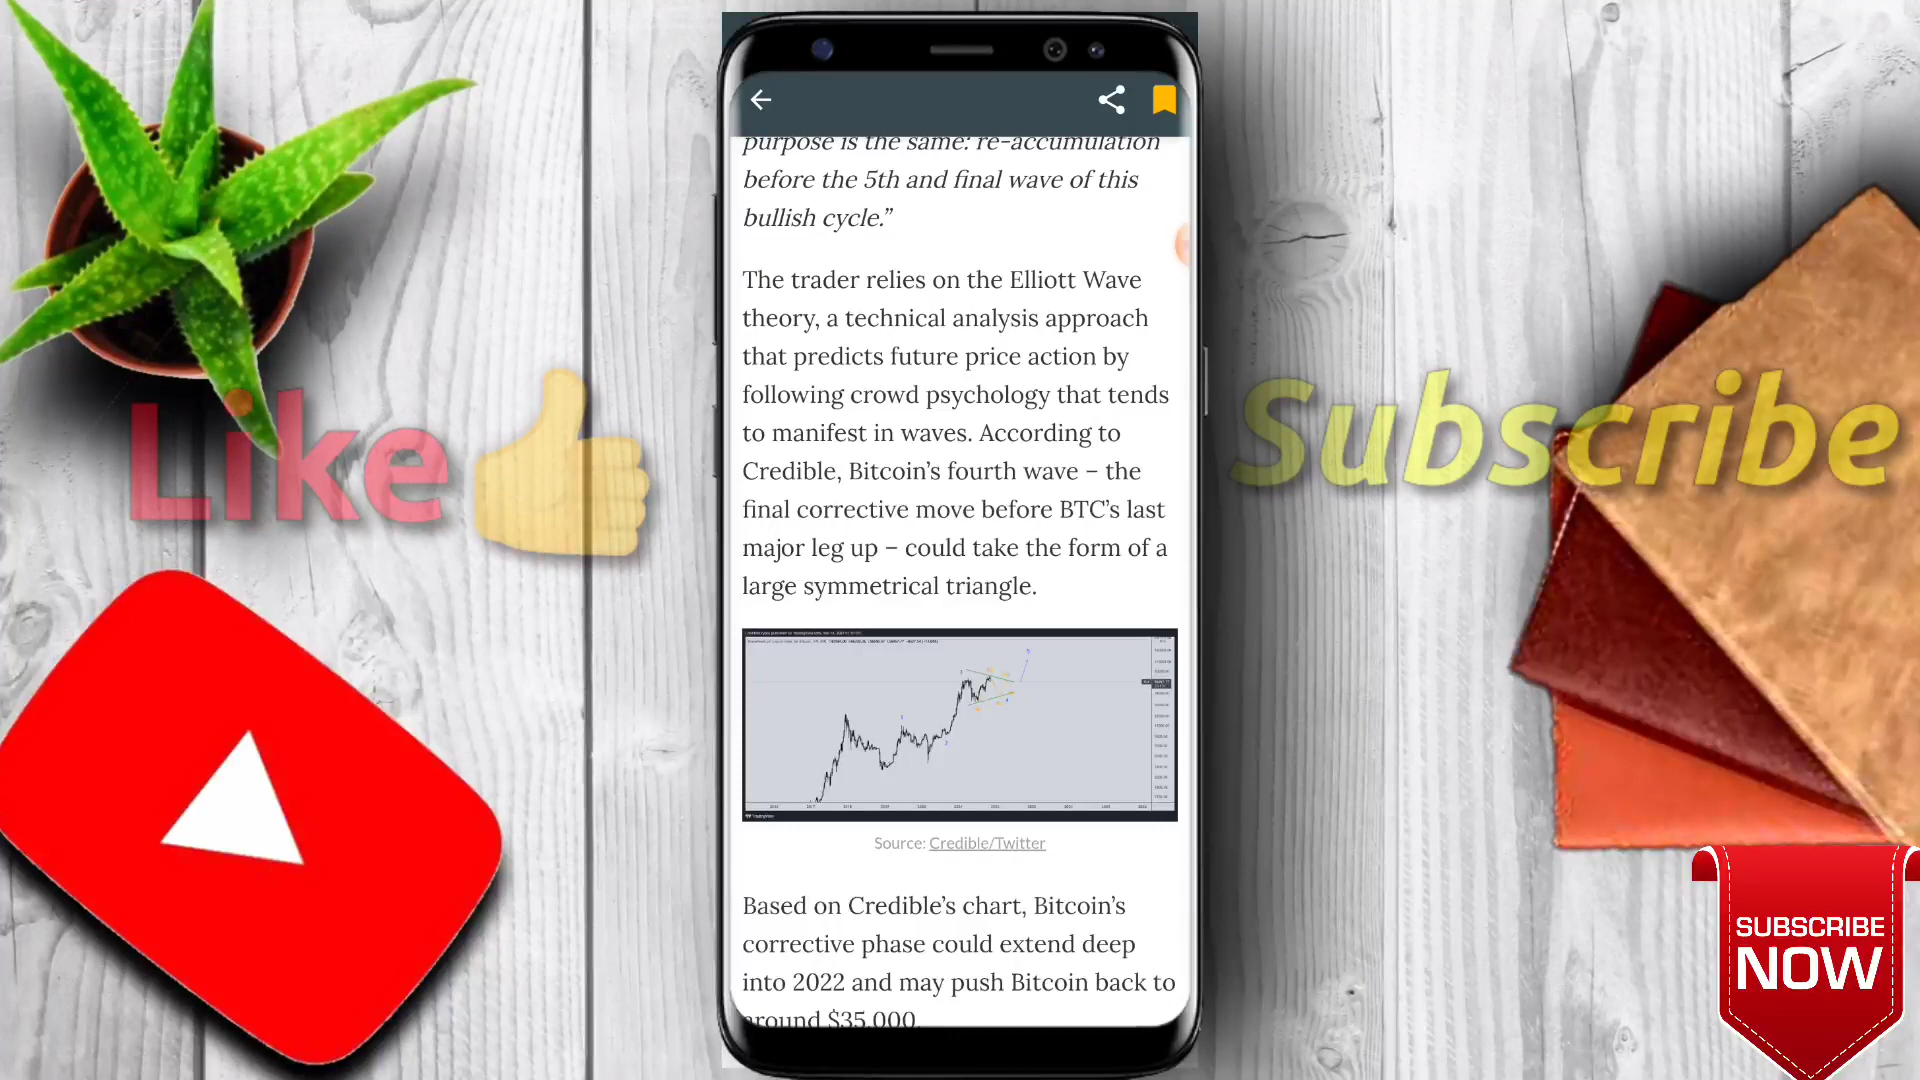 purpose is the same: re-accumulation
before the 5th and final wave of this
bullish cycle.”
The trader relies on the Elliott Wave
theory, a technical analysis approach
that predicts future price action by
following crowd psychology that tends
to manifest in waves. According to
Credible, Bitcoin’s fourth wave – the
final corrective move before BTC’s last
major leg up – could take the form of a
large symmetrical triangle.
TradingView
Source: Credible/Twitter
Based on Credible’s chart, Bitcoin’s
corrective phase could extend deep
into 2022 and may push Bitcoin back to
around $35,000.
Like
Subscribe
SUBSCRIBE
NOW